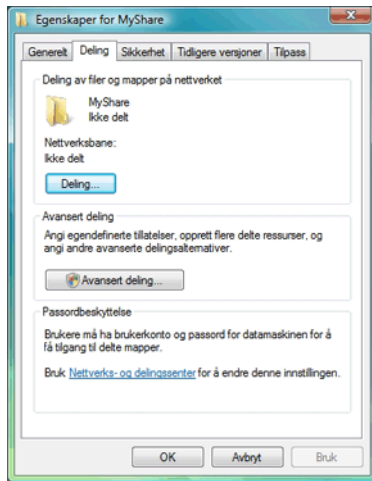 Egenskaper for MyShare
Generelt Deling Sikkerhet Tidligere versjoner Tilpass
Deling av filer og mapper på nettverket
MyShare
Ikke delt
Nettverksbane:
Ikke delt
Deling...
Avansert deling
Angi egendefinerte tillatelser, opprett flere delte ressurser, og
angi andre avanserte delingsalternativer.
Avansert deling...
Passordbeskyttelse
Brukere må ha brukerkonto og passord for datamaskinen for å
få tilgang til delte mapper.
Bruk Nettverks- og delingssenter for å endre denne innstillingen.
OK Avbryt Bruk